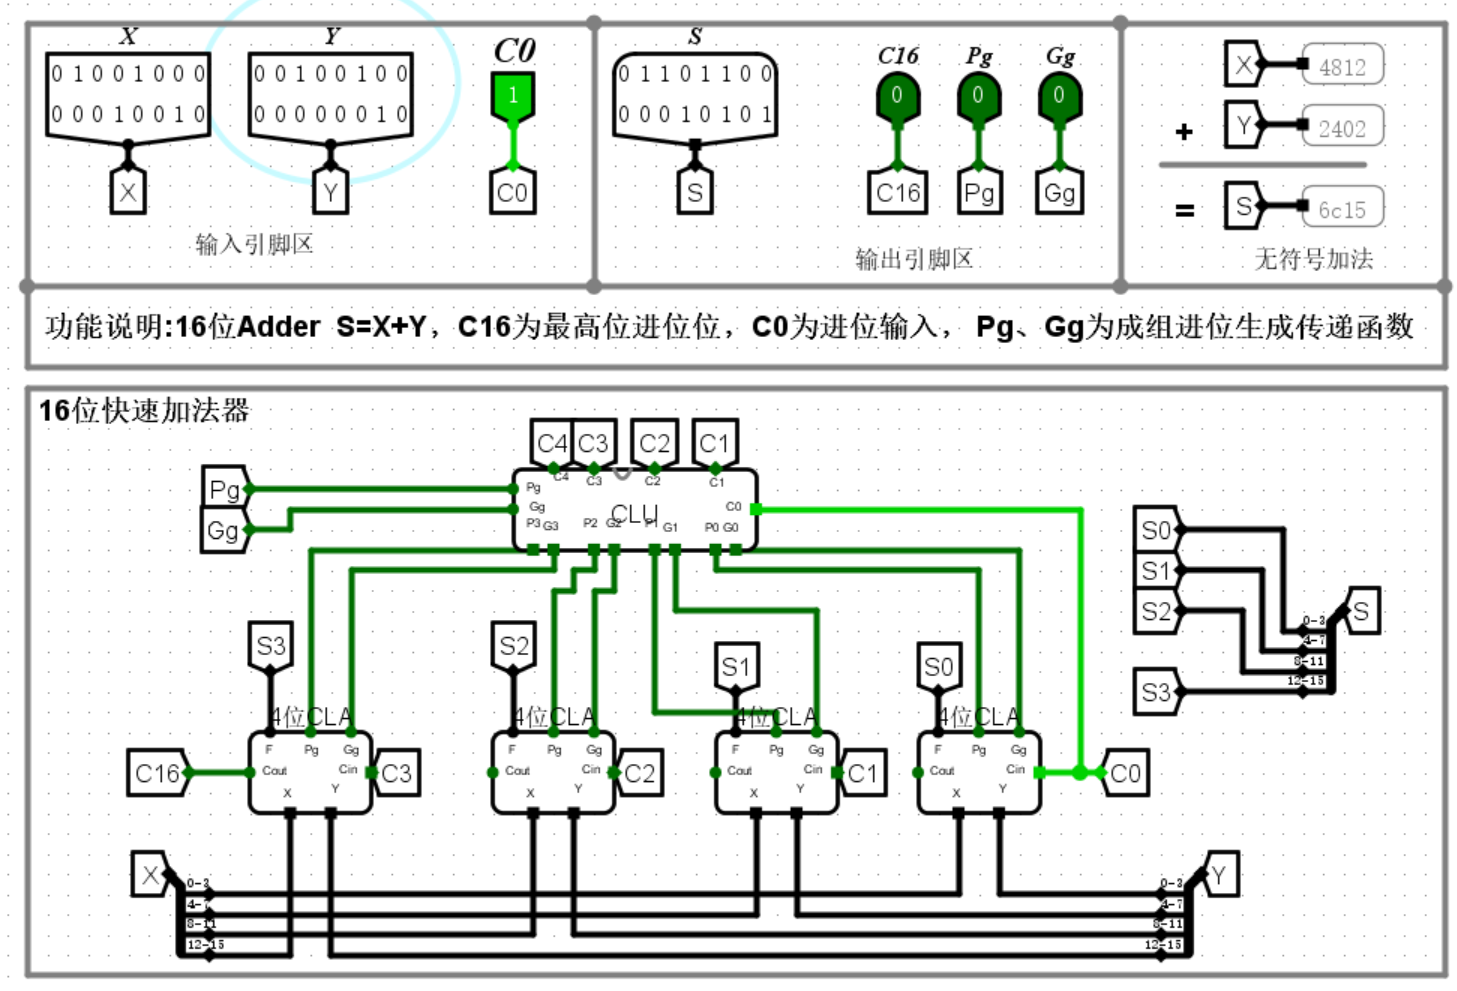 X Y C0 S C16 Pg Gg
0 1 0 0 1 0 0 0
0 0 0 1 0 0 1 0
0 0 1 0 0 1 0 0
0 0 0 0 0 0 1 0
1
0 1 1 0 1 1 0 0
0 0 0 1 0 1 0 1
0 0 0
X Y C0 S C16 Pg Gg
输入引脚区
输出引脚区
X 4812
+ Y 2402
= S 6c15
无符号加法
功能说明:16位Adder S=X+Y，C16为最高位进位位，C0为进位输入， Pg、Gg为成组进位生成传递函数
16位快速加法器
C4 C3 C2 C1
C4 C3 C2 C1
Pg Pg
Gg Gg
CLU C0
P3 G3 P2 G2 P1 G1 P0 G0
S0
S1
S2
S3
0-3
4-7
8-11
12-15
S
S3 S2 S1 S0
4位CLA 4位CLA 4位CLA 4位CLA
F Pg Gg F Pg Gg F Pg Gg F Pg Gg
C16 Cout Cin C3 Cout Cin C2 Cout Cin C1 Cout Cin C0
X Y X Y X Y X Y
X Y
0-3 0-3
4-7 4-7
8-11 8-11
12-15 12-15